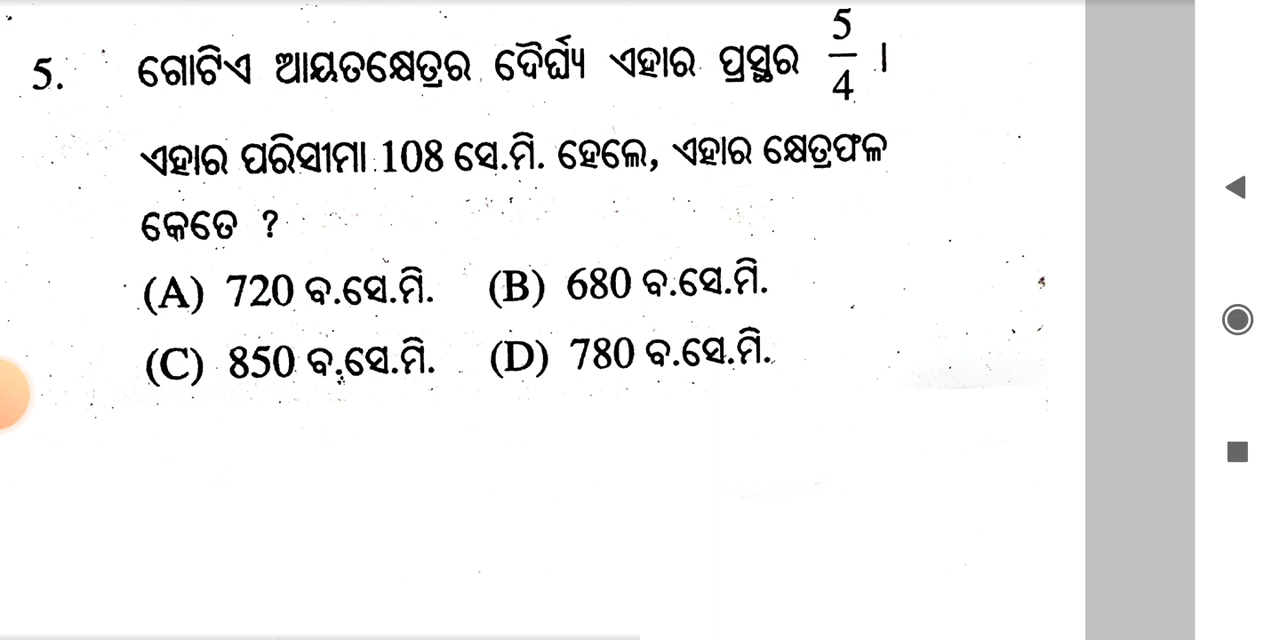 5. ଗୋଟିଏ ଆୟତକ୍ଷେତ୍ରର ଦୈର୍ଘ୍ୟ ଏହାର ପ୍ରସ୍ଥର 5/4 ।
ଏହାର ପରିସୀମା 108 ସେ.ମି. ହେଲେ, ଏହାର କ୍ଷେତ୍ରଫଳ
କେତେ ?
(A) 720 ବ.ସେ.ମି. (B) 680 ବ.ସେ.ମି.
(C) 850 ବ.ସେ.ମି. (D) 780 ବ.ସେ.ମି.